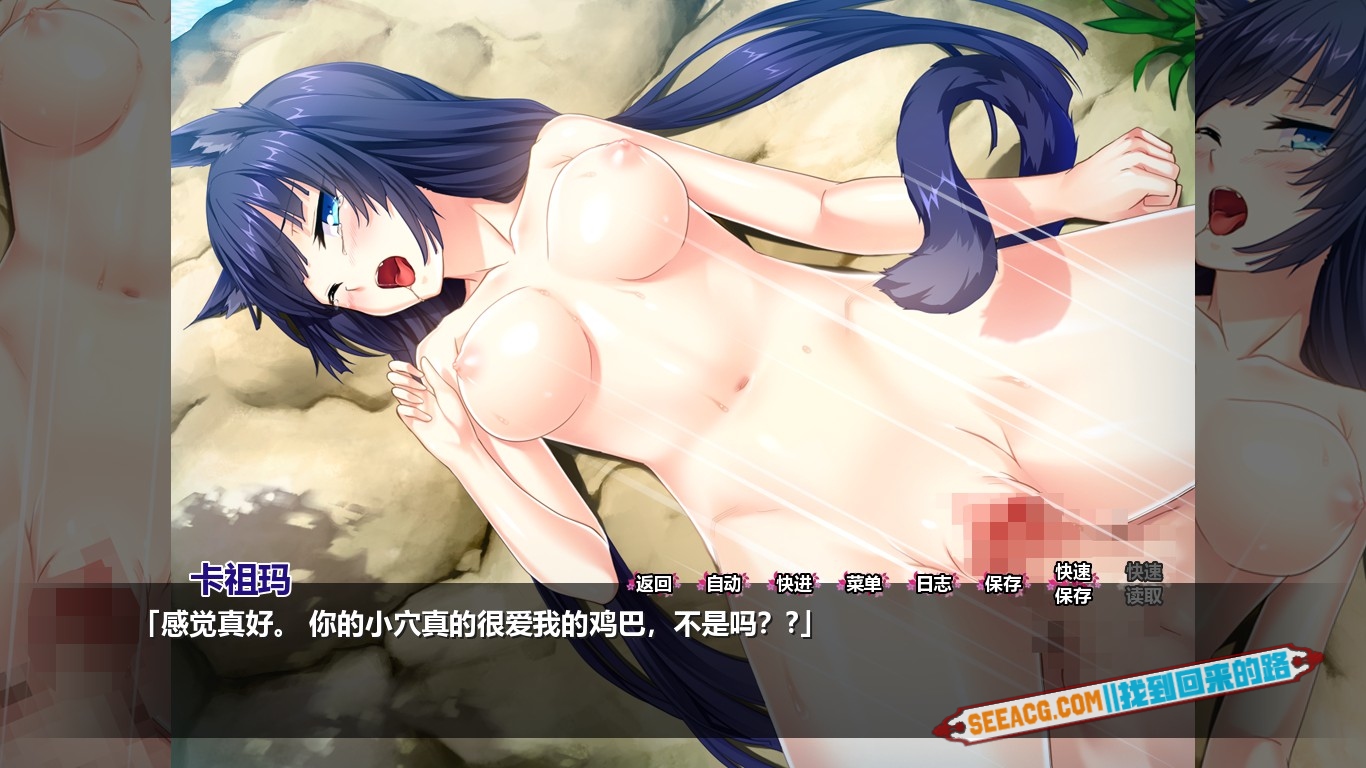 卡祖玛
返回 自动 快进 菜单 日志 保存 快速保存 快速读取
「感觉真好。 你的小穴真的很爱我的鸡巴，不是吗？?」
SEEACG.COM||找到回来的路